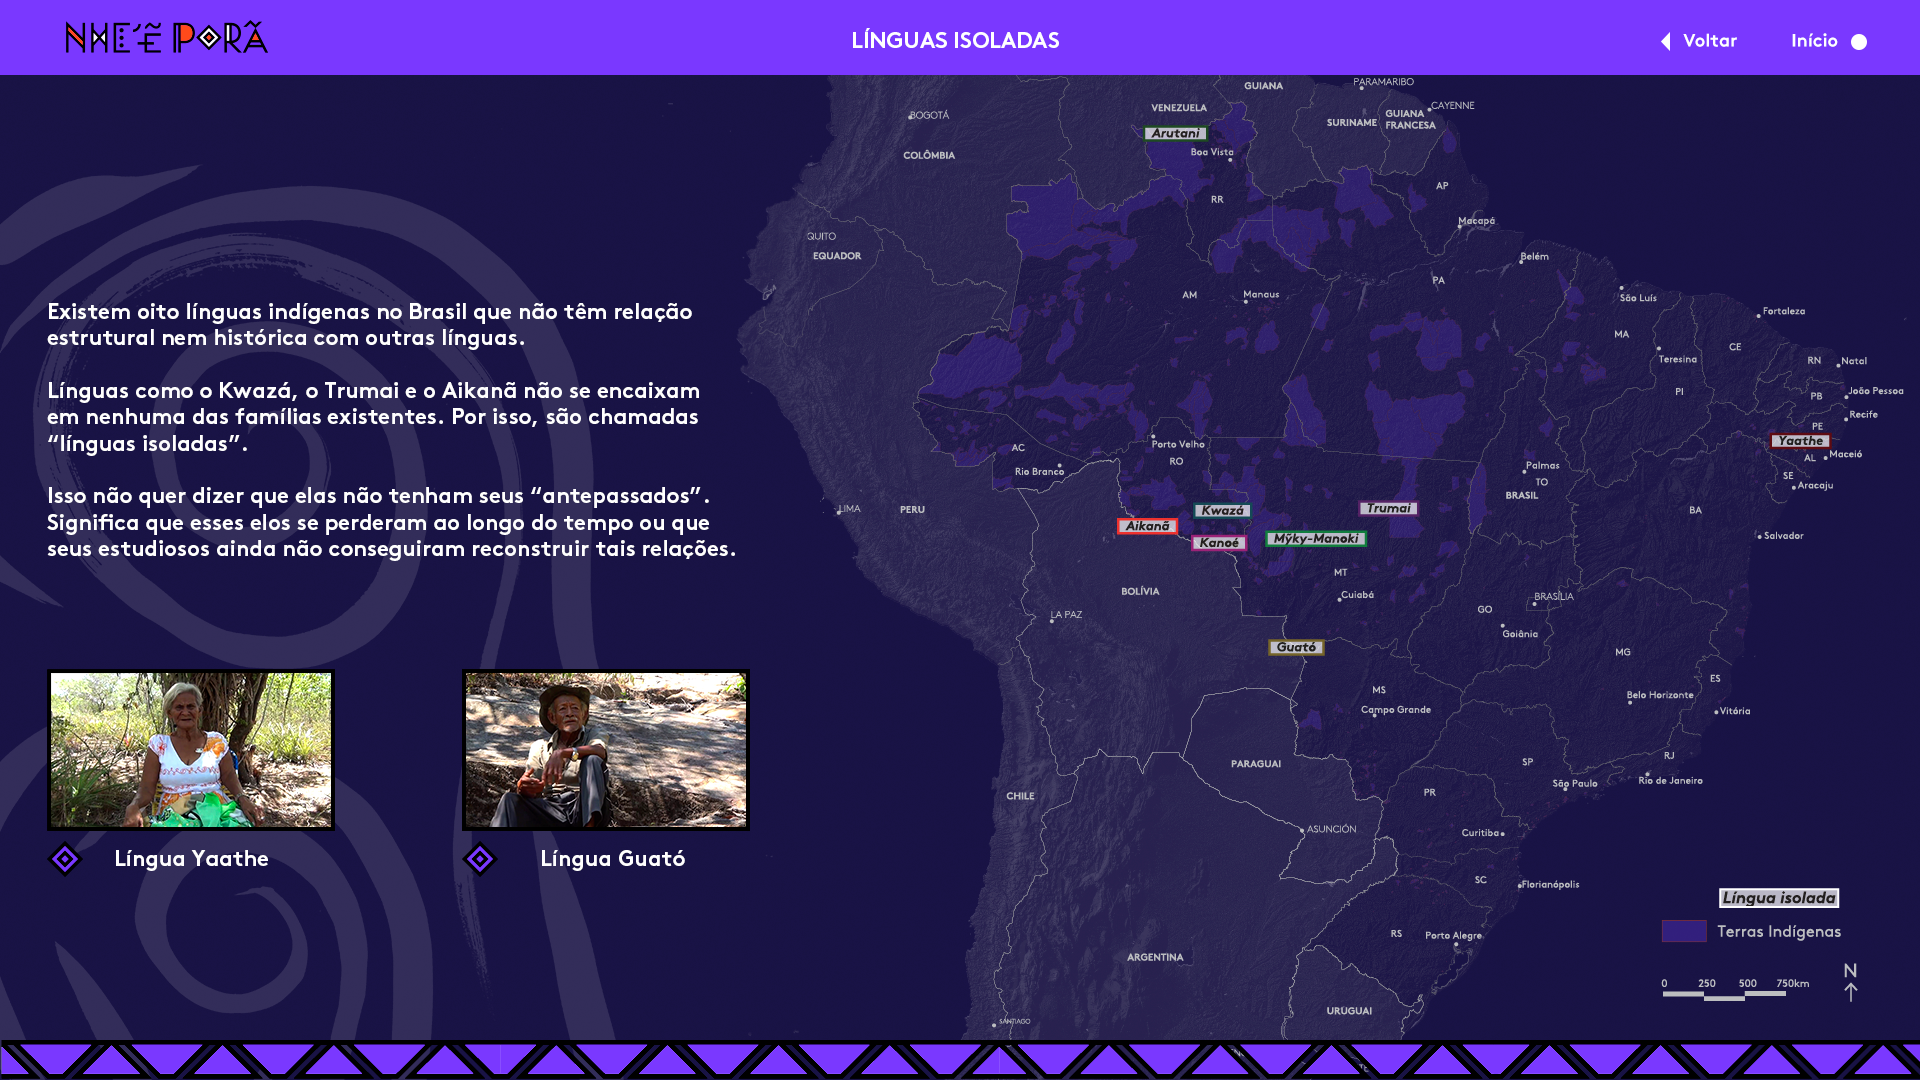 NHE'Ẽ PORÃ
LÍNGUAS ISOLADAS
Voltar
Início
Existem oito línguas indígenas no Brasil que não têm relação
estrutural nem histórica com outras línguas.
Línguas como o Kwazá, o Trumai e o Aikanã não se encaixam
em nenhuma das famílias existentes. Por isso, são chamadas
“línguas isoladas”.
Isso não quer dizer que elas não tenham seus “antepassados”.
Significa que esses elos se perderam ao longo do tempo ou que
seus estudiosos ainda não conseguiram reconstruir tais relações.
Língua Yaathe
Língua Guató
PARAMARIBO
GUIANA
VENEZUELA
CAYENNE
BOGOTÁ
GUIANA
FRANCESA
SURINAME
Arutani
Boa Vista
COLÔMBIA
AP
RR
Macapá
QUITO
EQUADOR
Belém
PA
AM
Manaus
São Luís
Fortaleza
MA
CE
Teresina
RN
Natal
PI
João Pessoa
PB
Recife
PE
Yaathe
Porto Velho
AC
RO
Rio Branco
AL
Maceió
Palmas
TO
SE
Aracaju
BRASIL
LIMA
PERU
Kwazá
Trumai
BA
Aikanã
Kanoé
Mỹky-Manoki
Salvador
MT
BOLÍVIA
Cuiabá
BRASÍLIA
GO
LA PAZ
Goiânia
Guató
MG
ES
MS
Belo Horizonte
Campo Grande
Vitória
RJ
PARAGUAI
SP
São Paulo
Rio de Janeiro
CHILE
PR
ASUNCIÓN
Curitiba
SC
Florianópolis
RS
Porto Alegre
ARGENTINA
URUGUAI
SANTIAGO
Língua isolada
Terras Indígenas
0 250 500 750km
N